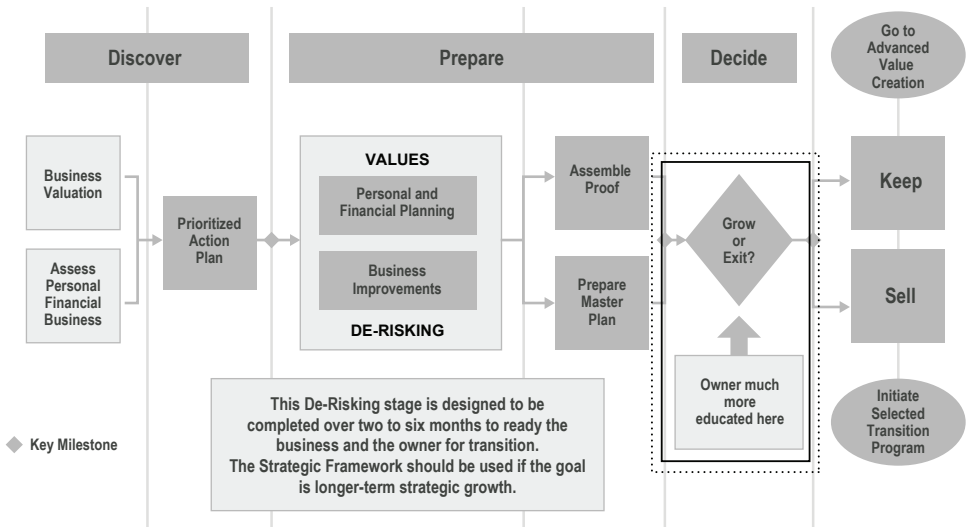 Discover
Prepare
Decide
Go to
Advanced
Value
Creation
Business
Valuation
Assess
Personal
Financial
Business
Prioritized
Action
Plan
VALUES
Personal and
Financial Planning
Business
Improvements
DE-RISKING
Assemble
Proof
Prepare
Master
Plan
Grow
or
Exit?
Owner much
more
educated here
Keep
Sell
Initiate
Selected
Transition
Program
This De-Risking stage is designed to be
completed over two to six months to ready the
business and the owner for transition.
The Strategic Framework should be used if the goal
is longer-term strategic growth.
Key Milestone